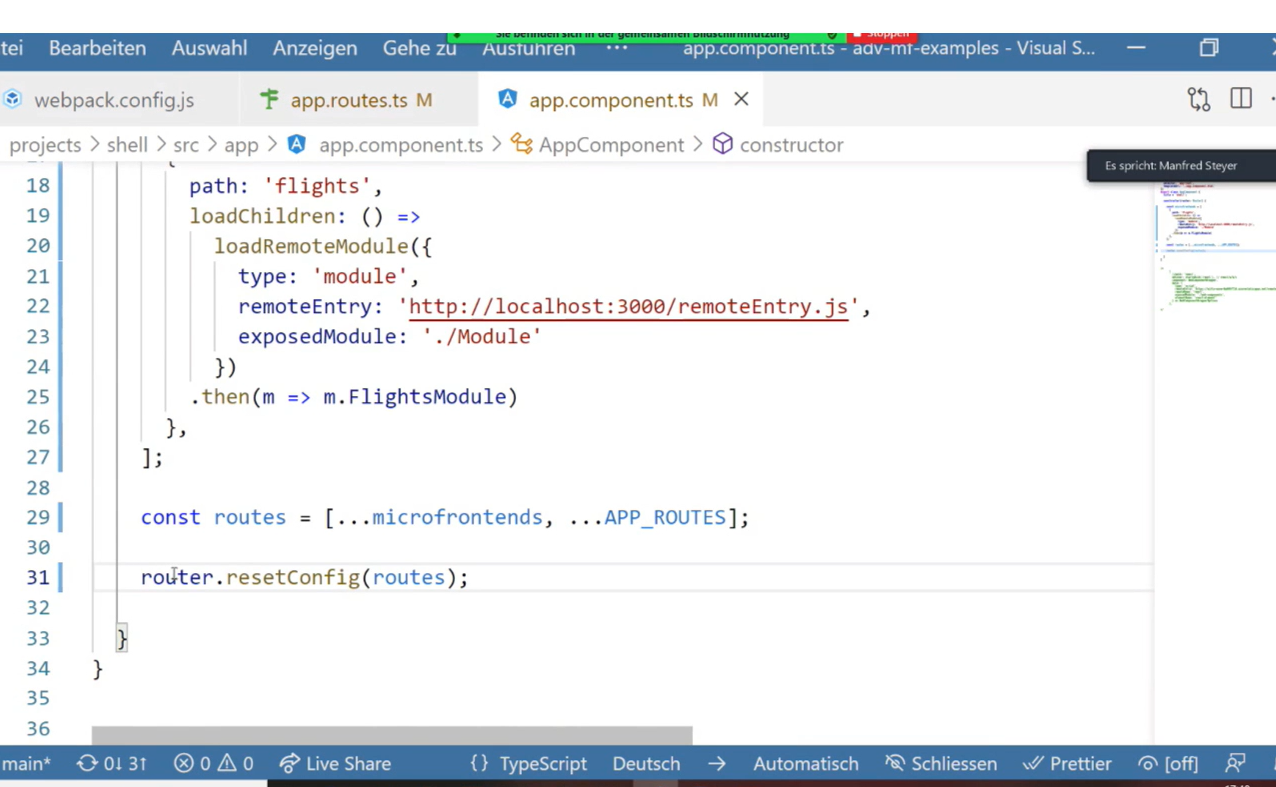 Sie befinden sich in der gemeinsamen Bildschirmnutzung Stoppen
tei Bearbeiten Auswahl Anzeigen Gehe zu Ausführen ··· app.component.ts - adv-mf-examples - Visual S...
webpack.config.js app.routes.ts M app.component.ts M
projects > shell > src > app > app.component.ts > AppComponent > constructor
Es spricht: Manfred Steyer
{
18 path: 'flights',
19 loadChildren: () =>
20 loadRemoteModule({
21 type: 'module',
22 remoteEntry: 'http://localhost:3000/remoteEntry.js',
23 exposedModule: './Module'
24 })
25 .then(m => m.FlightsModule)
26 },
27 ];
28
29 const routes = [...microfrontends, ...APP_ROUTES];
30
31 router.resetConfig(routes);
32
33 }
34 }
35
36
main* 0↓ 3↑ 0 0 Live Share {} TypeScript Deutsch → Automatisch Schliessen Prettier [off]